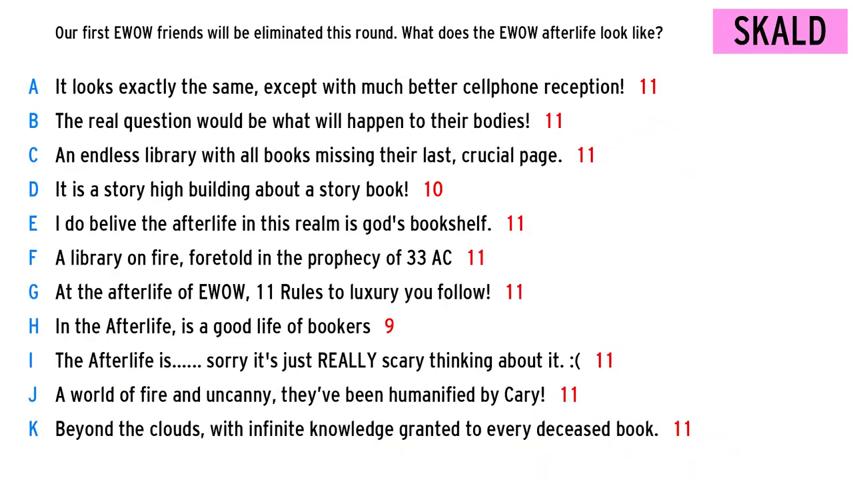 Our first EWOW friends will be eliminated this round. What does the EWOW afterlife look like?
SKALD
A It looks exactly the same, except with much better cellphone reception! 11
B The real question would be what will happen to their bodies! 11
C An endless library with all books missing their last, crucial page. 11
D It is a story high building about a story book! 10
E I do belive the afterlife in this realm is god's bookshelf. 11
F A library on fire, foretold in the prophecy of 33 AC 11
G At the afterlife of EWOW, 11 Rules to luxury you follow! 11
H In the Afterlife, is a good life of bookers 9
I The Afterlife is...... sorry it's just REALLY scary thinking about it. :( 11
J A world of fire and uncanny, they’ve been humanified by Cary! 11
K Beyond the clouds, with infinite knowledge granted to every deceased book. 11